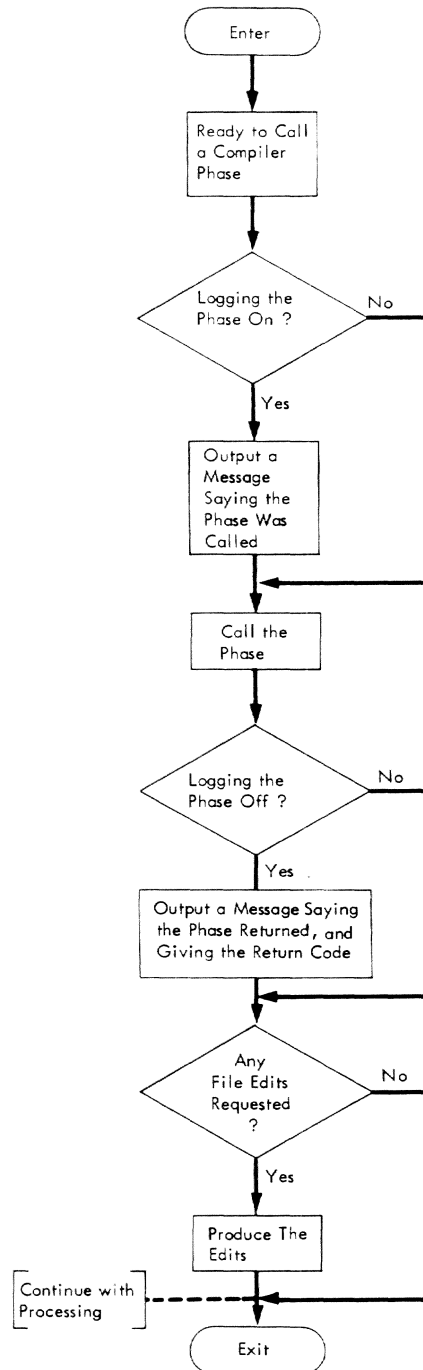 Enter
Ready to Call
a Compiler
Phase
Logging the
Phase On ?
No
Yes
Output a
Message
Saying the
Phase Was
Called
Call the
Phase
Logging the
Phase Off ?
No
Yes
Output a Message Saying
the Phase Returned, and
Giving the Return Code
Any
File Edits
Requested
?
No
Yes
Produce The
Edits
Continue with
Processing
Exit